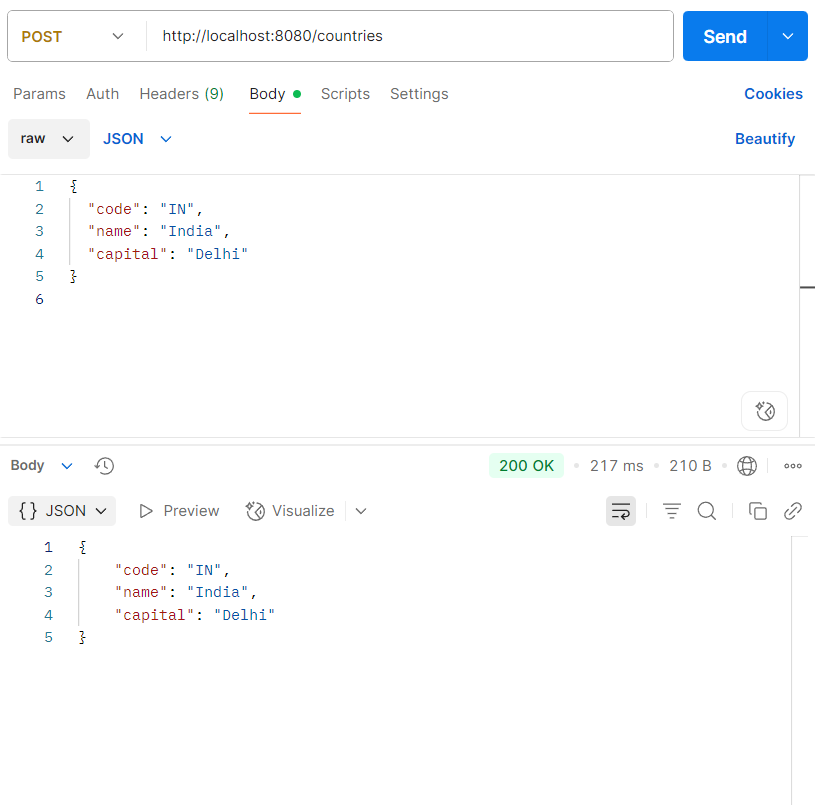 POST http://localhost:8080/countries Send
Params Auth Headers (9) Body Scripts Settings Cookies
raw JSON Beautify
1 {
2 "code": "IN",
3 "name": "India",
4 "capital": "Delhi"
5 }
6
Body 200 OK • 217 ms • 210 B •
{} JSON Preview Visualize
1 {
2 "code": "IN",
3 "name": "India",
4 "capital": "Delhi"
5 }